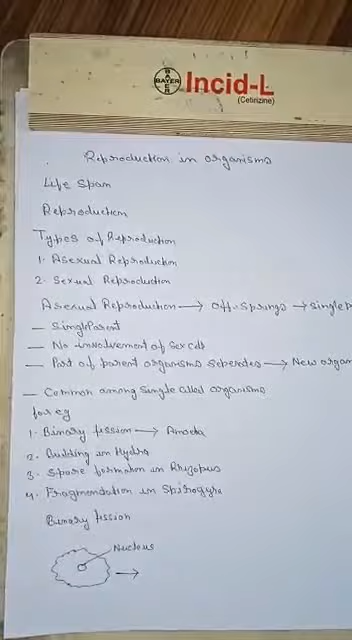 BAYER
BAYER
Incid-L
(Cetirizine)
Reproduction in organisms
Life Span
Reproduction
Types of Reproduction
1. Asexual Reproduction
2. Sexual Reproduction
Asexual Reproduction → Off-Springs → Single
— Single Parent
— No involvement of Sex cells
— Part of parent organisms seperates → New organ
— Common among Single celled organisms
for eg
1. Binary fission →
2. Budding in Hydra
3. Spore formation in Rhizopus
4. Fragmentation in Spirogyra
Binary fission
Nucleus
→